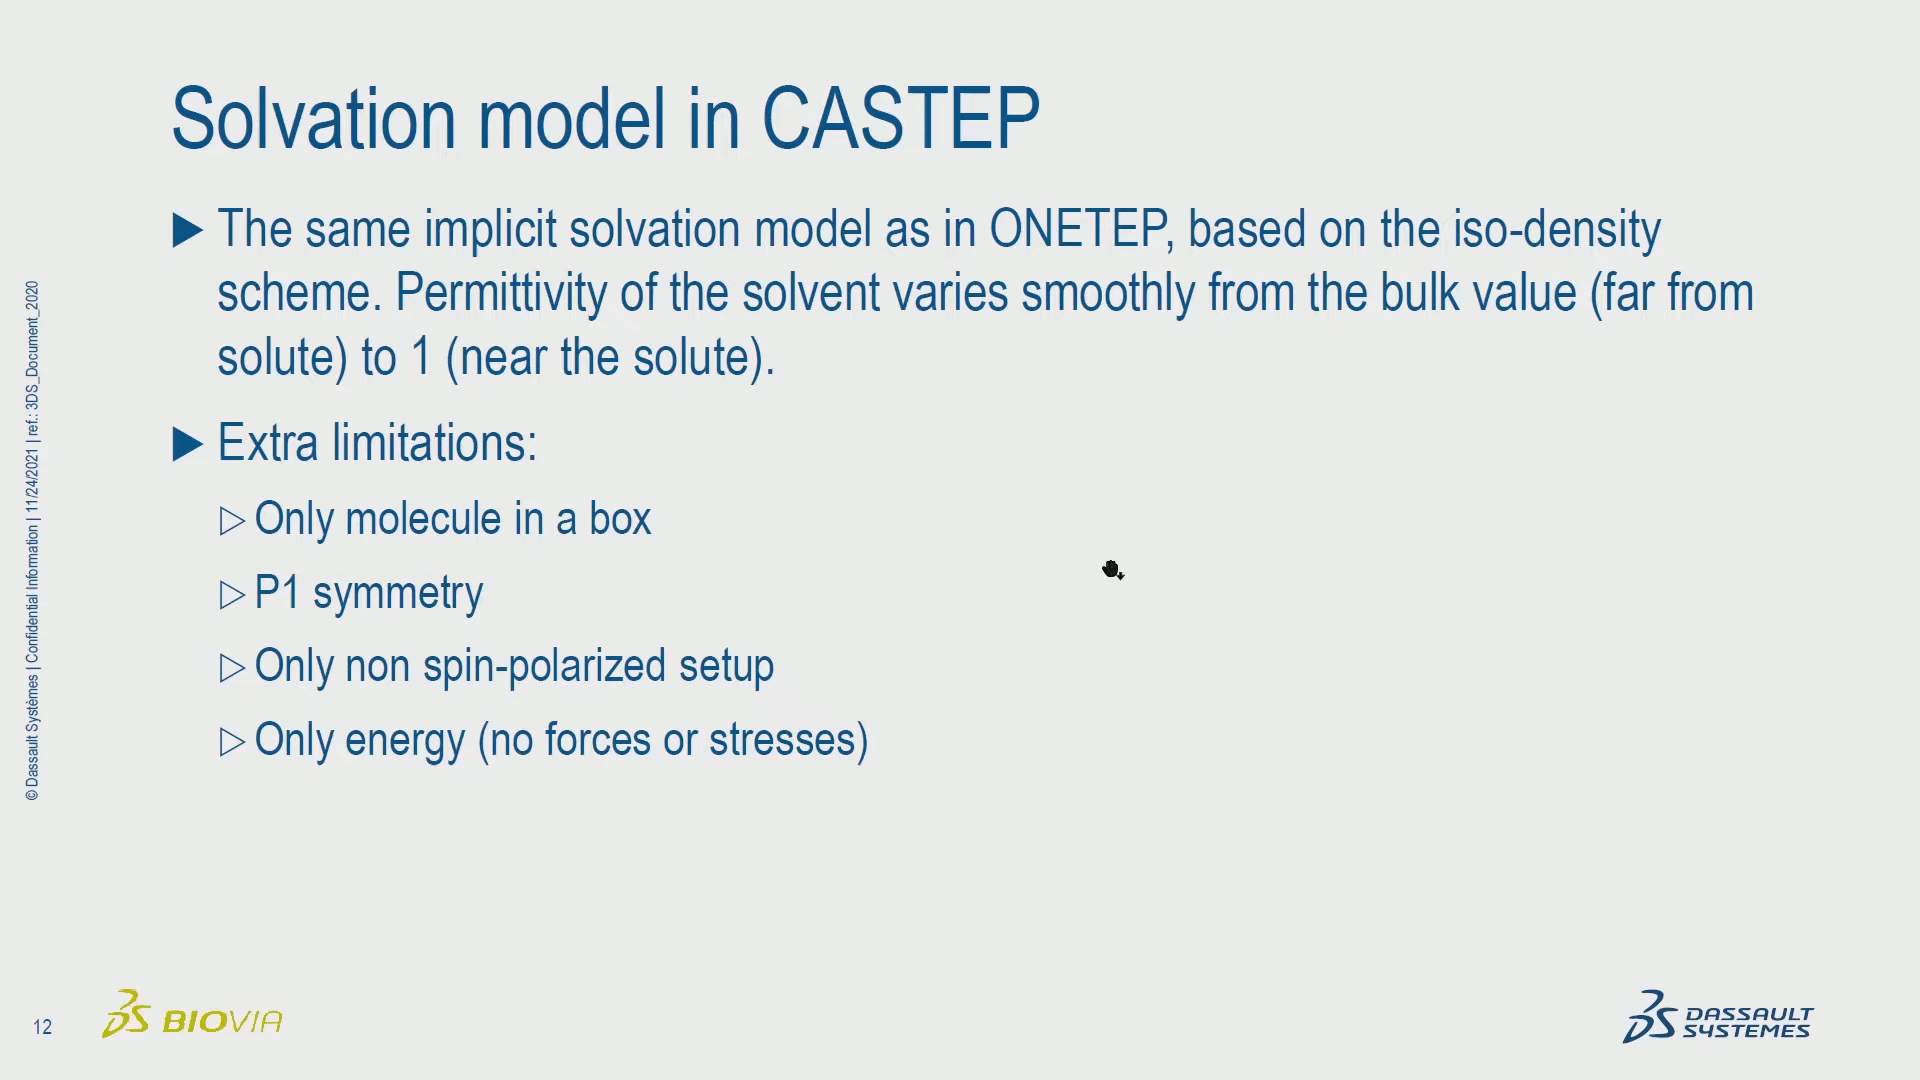 Solvation model in CASTEP
▶ The same implicit solvation model as in ONETEP, based on the iso-density
scheme. Permittivity of the solvent varies smoothly from the bulk value (far from
solute) to 1 (near the solute).
▶ Extra limitations:
▷ Only molecule in a box
▷ P1 symmetry
▷ Only non spin-polarized setup
▷ Only energy (no forces or stresses)
© Dassault Systèmes | Confidential Information | 11/24/2021 | ref.: 3DS_Document_2020
12
BIOVIA
DASSAULT
SYSTEMES